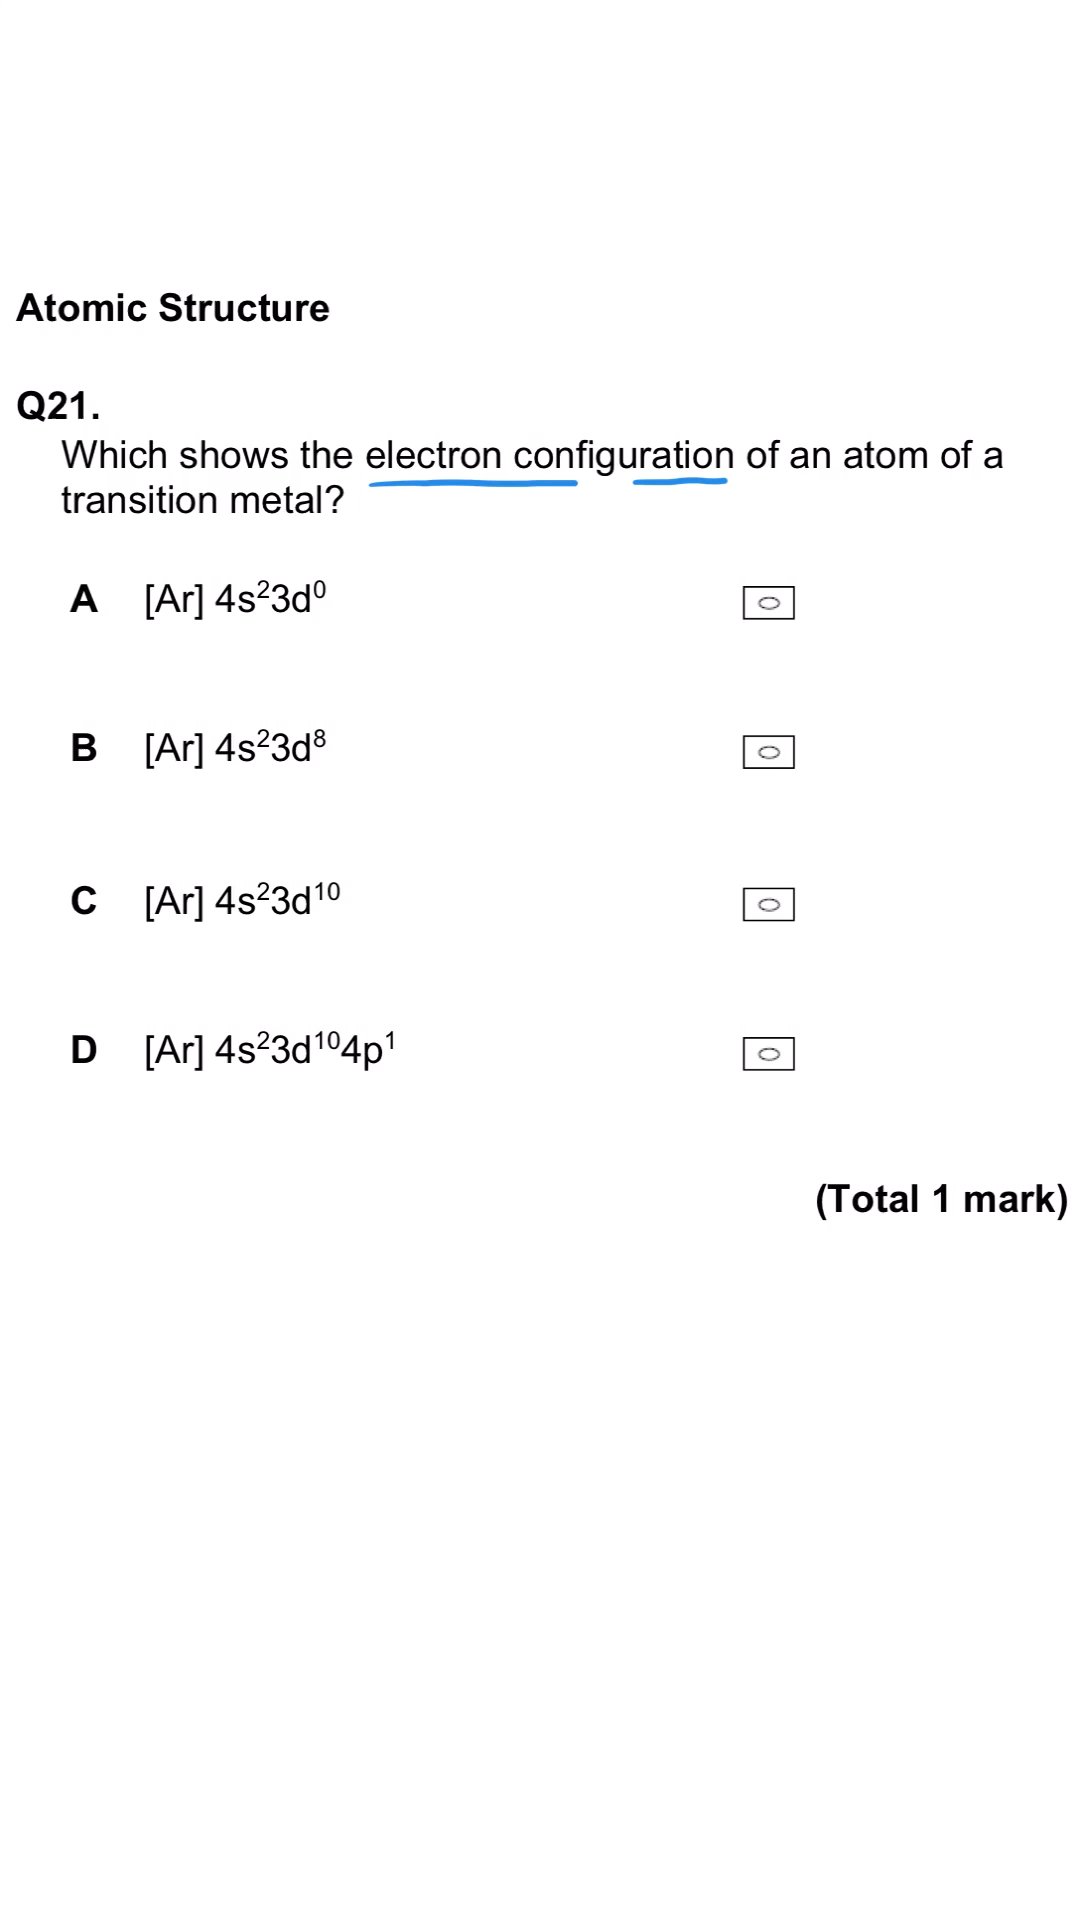 Atomic Structure
Q21.
Which shows the electron configuration of an atom of a
transition metal?
A [Ar] 4s²3d⁰
B [Ar] 4s²3d⁸
C [Ar] 4s²3d¹⁰
D [Ar] 4s²3d¹⁰4p¹
(Total 1 mark)